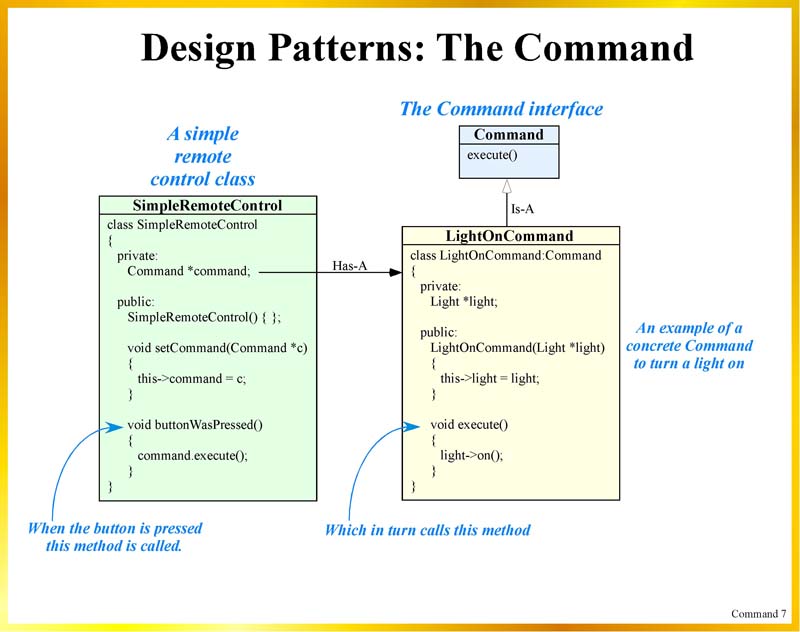 Design Patterns: The Command
The Command interface
Command
execute()
A simple
remote
control class
SimpleRemoteControl
class SimpleRemoteControl
{
private:
Command *command;
public:
SimpleRemoteControl() { };
void setCommand(Command *c)
{
this->command = c;
}
void buttonWasPressed()
{
command.execute();
}
}
Has-A
Is-A
LightOnCommand
class LightOnCommand:Command
{
private:
Light *light;
public:
LightOnCommand(Light *light)
{
this->light = light;
}
void execute()
{
light->on();
}
}
An example of a
concrete Command
to turn a light on
When the button is pressed
this method is called.
Which in turn calls this method
Command 7